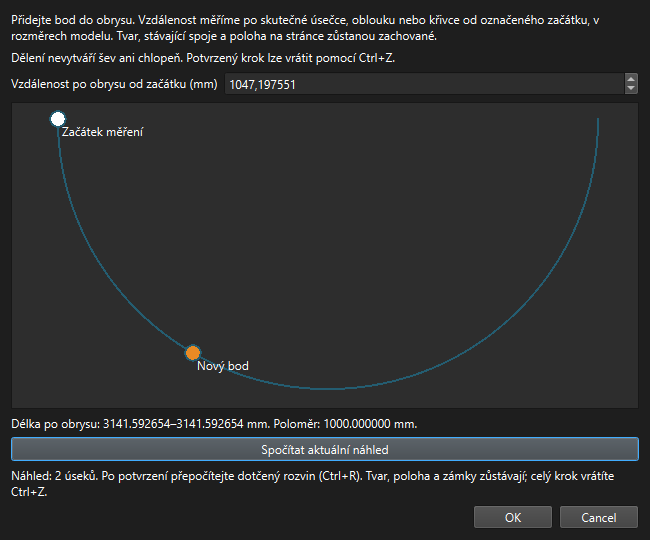 Přidejte bod do obrysu. Vzdálenost měříme po skutečné úsečce, oblouku nebo křivce od označeného začátku, v
rozměrech modelu. Tvar, stávající spoje a poloha na stránce zůstanou zachované.
Dělení nevytváří šev ani chlopeň. Potvrzený krok lze vrátit pomocí Ctrl+Z.
Vzdálenost po obrysu od začátku (mm) 1047,197551
Začátek měření
Nový bod
Délka po obrysu: 3141.592654–3141.592654 mm. Poloměr: 1000.000000 mm.
Spočítat aktuální náhled
Náhled: 2 úseků. Po potvrzení přepočítejte dotčený rozvin (Ctrl+R). Tvar, poloha a zámky zůstávají; celý krok vrátíte
Ctrl+Z.
OK Cancel